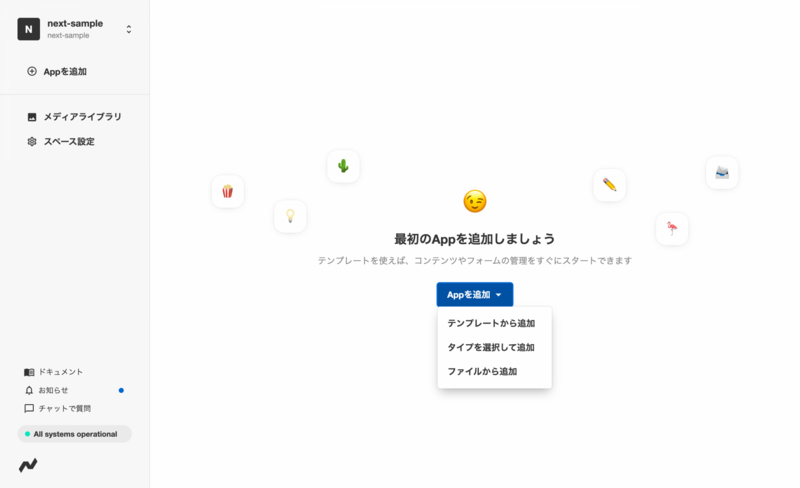 N
next-sample
next-sample
Appを追加
メディアライブラリ
スペース設定
最初のAppを追加しましょう
テンプレートを使えば、コンテンツやフォームの管理をすぐにスタートできます
Appを追加
テンプレートから追加
タイプを選択して追加
ファイルから追加
ドキュメント
お知らせ
チャットで質問
All systems operational